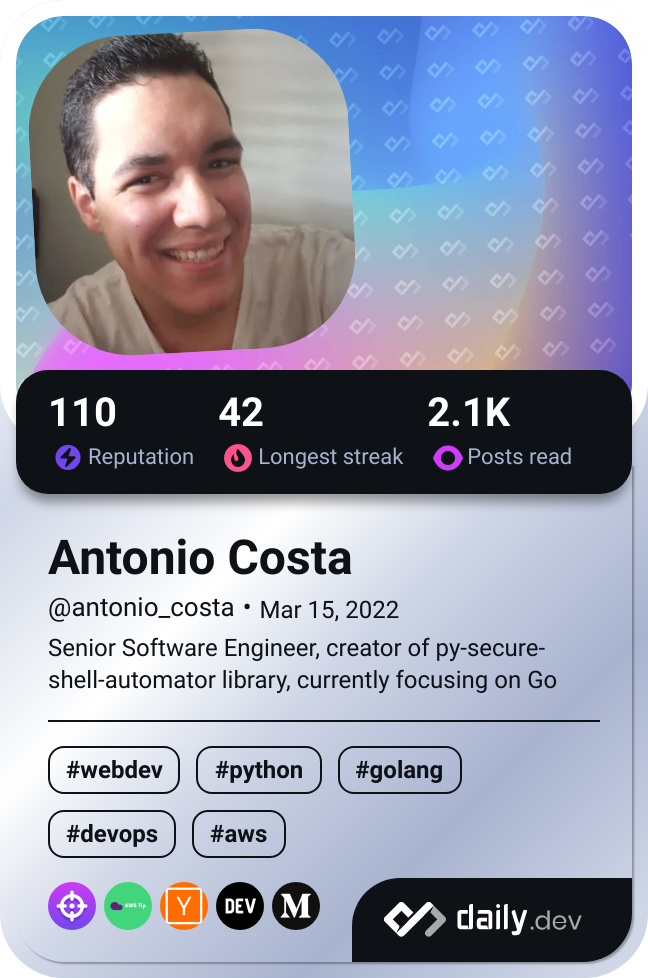 110 42 2.1K
Reputation Longest streak Posts read
Antonio Costa
@antonio_costa • Mar 15, 2022
Senior Software Engineer, creator of py-secure-
shell-automator library, currently focusing on Go
#webdev #python #golang
#devops #aws
AWS Tip Y DEV M
daily.dev